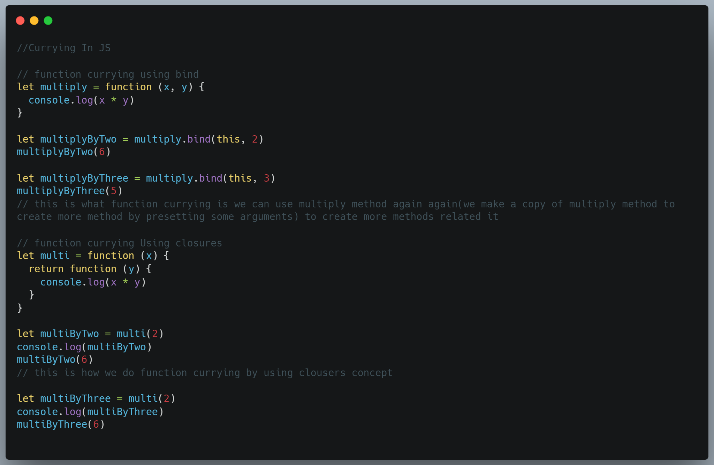 //Currying In JS
// function currying using bind
let multiply = function (x, y) {
  console.log(x * y)
}
let multiplyByTwo = multiply.bind(this, 2)
multiplyByTwo(6)
let multiplyByThree = multiply.bind(this, 3)
multiplyByThree(5)
// this is what function currying is we can use multiply method again again(we make a copy of multiply method to
create more method by presetting some arguments) to create more methods related it
// function currying Using closures
let multi = function (x) {
  return function (y) {
    console.log(x * y)
  }
}
let multiByTwo = multi(2)
console.log(multiByTwo)
multiByTwo(6)
// this is how we do function currying by using clousers concept
let multiByThree = multi(2)
console.log(multiByThree)
multiByThree(6)